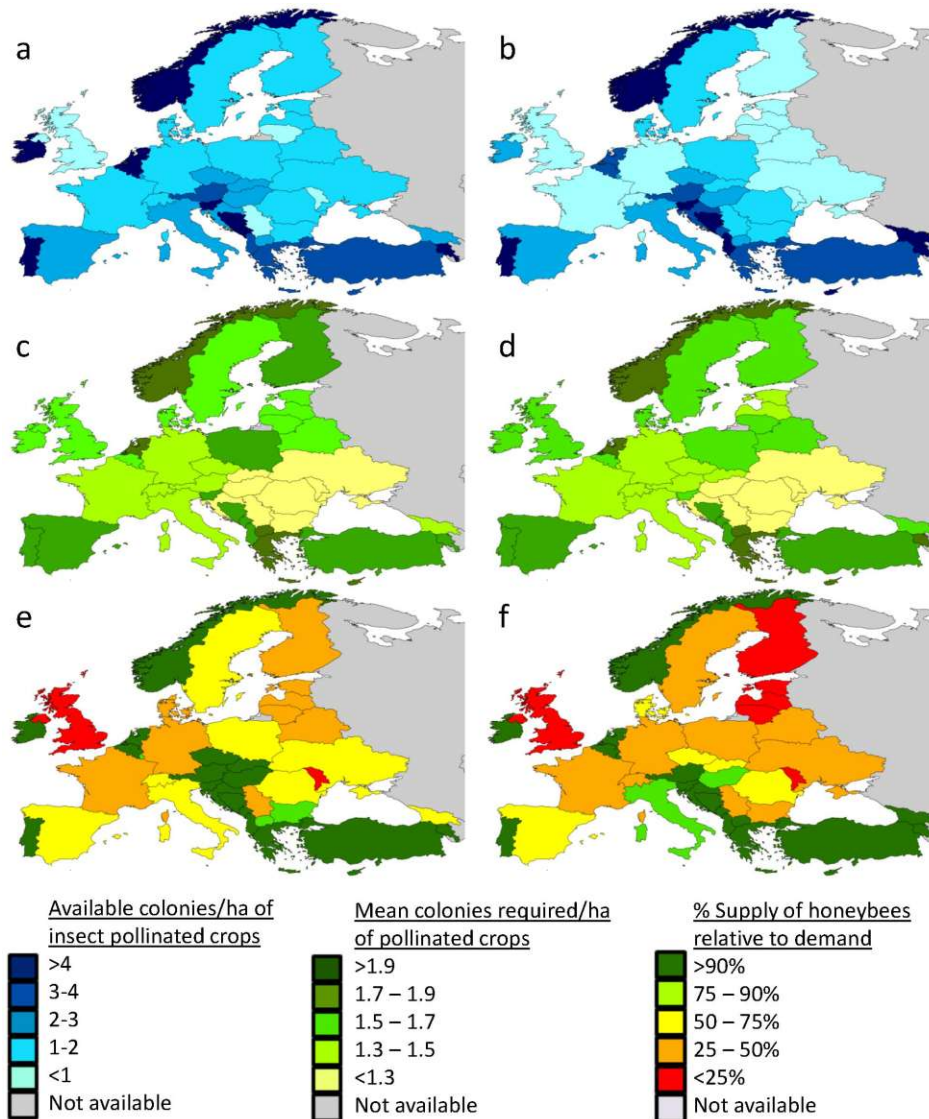 a
b
c
d
e
f
Available colonies/ha of
insect pollinated crops
>4
3-4
2-3
1-2
<1
Not available
Mean colonies required/ha
of pollinated crops
>1.9
1.7 – 1.9
1.5 – 1.7
1.3 – 1.5
<1.3
Not available
% Supply of honeybees
relative to demand
>90%
75 – 90%
50 – 75%
25 – 50%
<25%
Not available